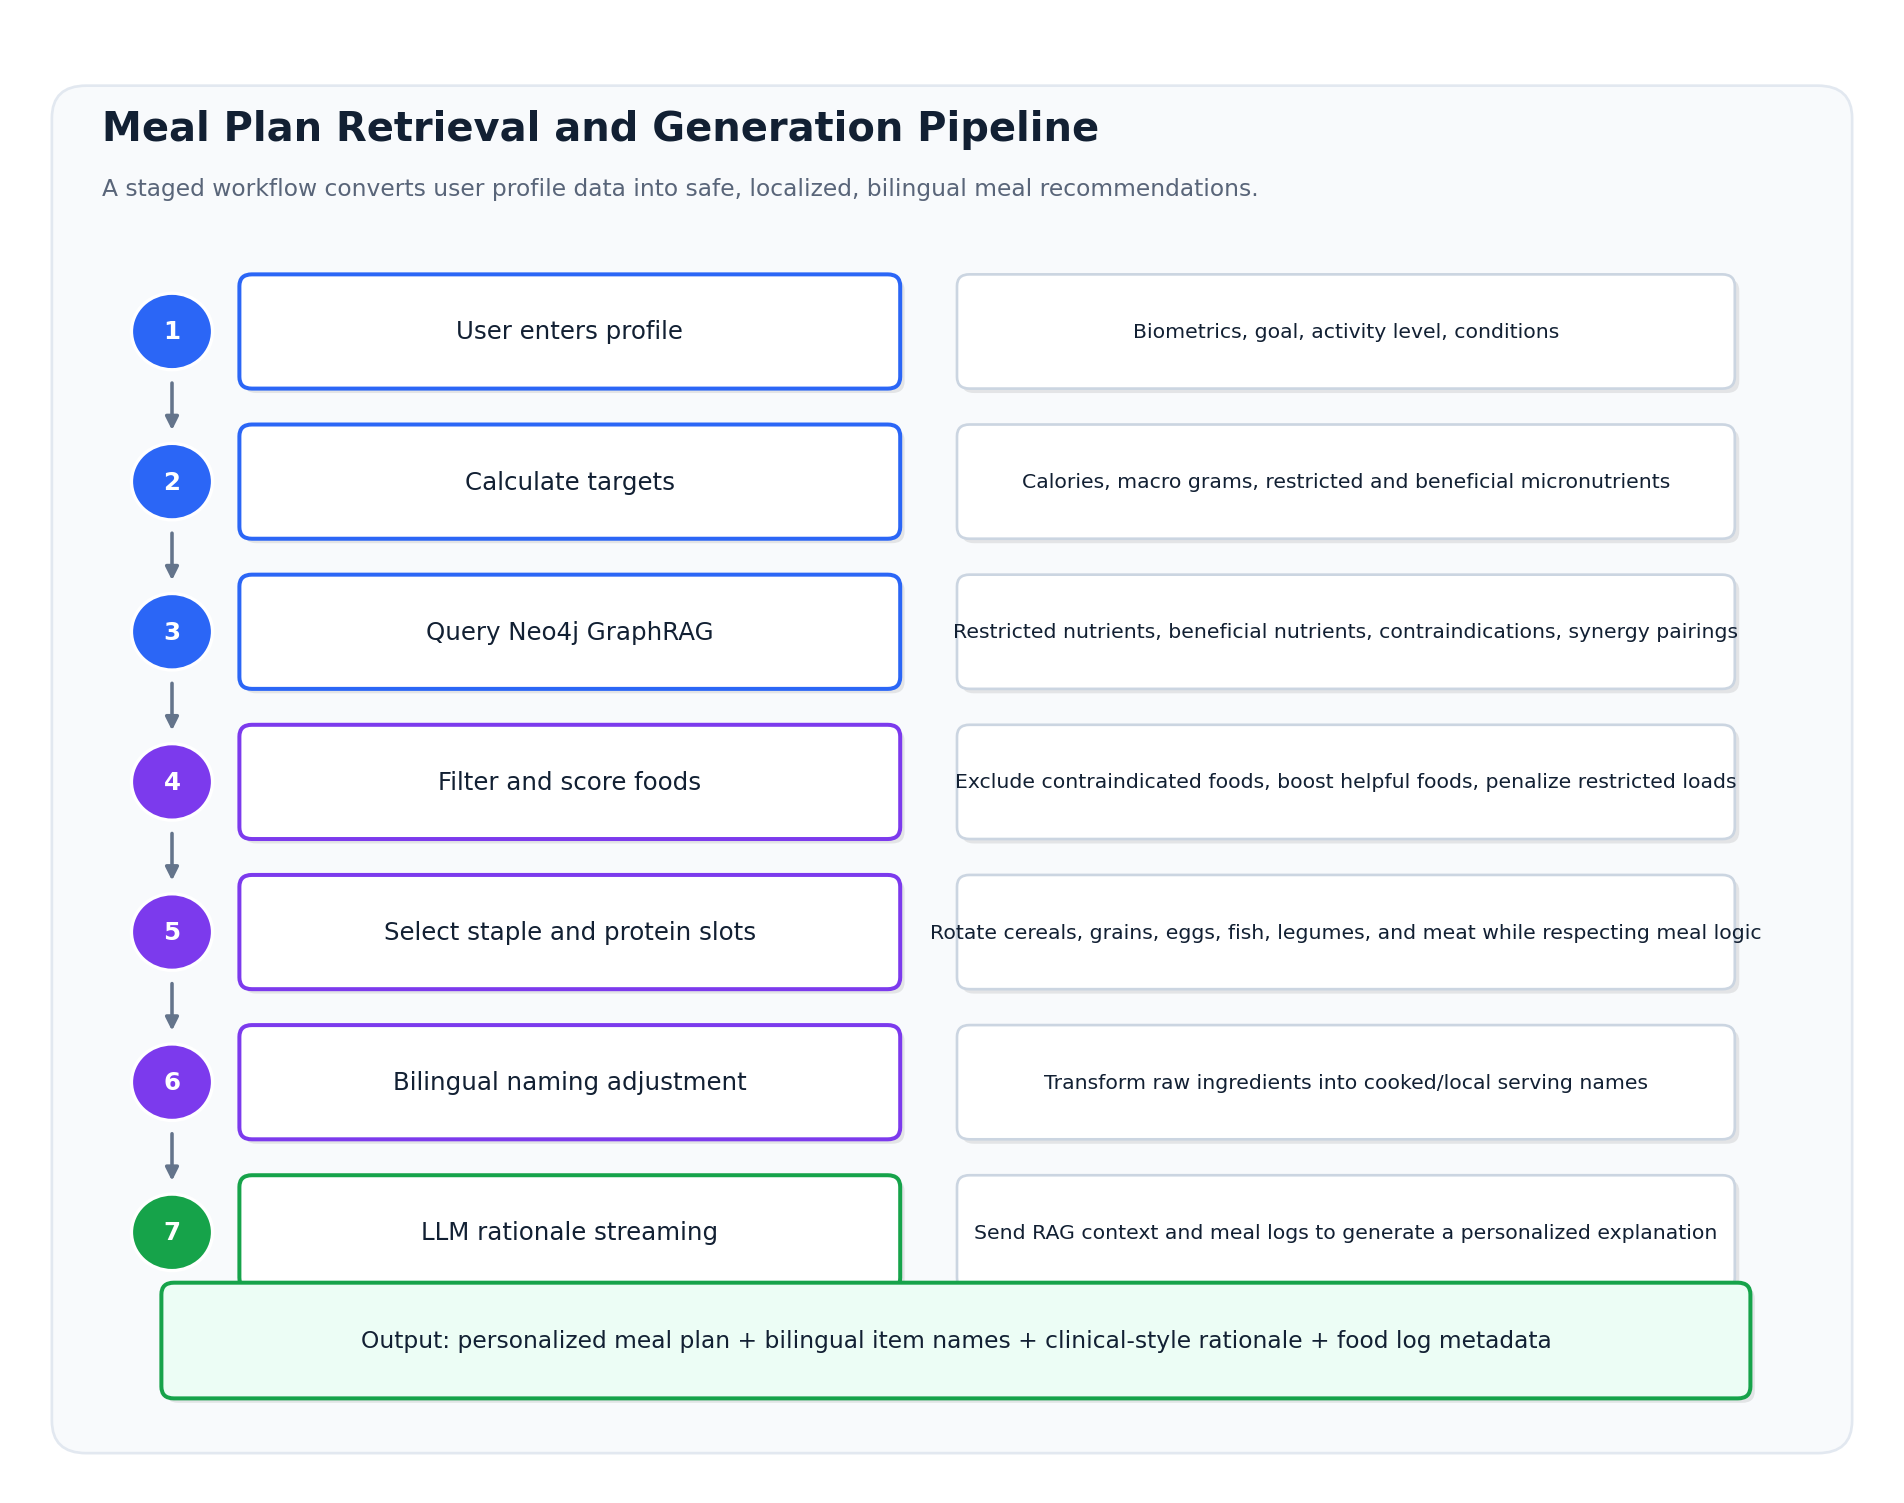 Meal Plan Retrieval and Generation Pipeline
A staged workflow converts user profile data into safe, localized, bilingual meal recommendations.
1
User enters profile
Biometrics, goal, activity level, conditions
2
Calculate targets
Calories, macro grams, restricted and beneficial micronutrients
3
Query Neo4j GraphRAG
Restricted nutrients, beneficial nutrients, contraindications, synergy pairings
4
Filter and score foods
Exclude contraindicated foods, boost helpful foods, penalize restricted loads
5
Select staple and protein slots
Rotate cereals, grains, eggs, fish, legumes, and meat while respecting meal logic
6
Bilingual naming adjustment
Transform raw ingredients into cooked/local serving names
7
LLM rationale streaming
Send RAG context and meal logs to generate a personalized explanation
Output: personalized meal plan + bilingual item names + clinical-style rationale + food log metadata